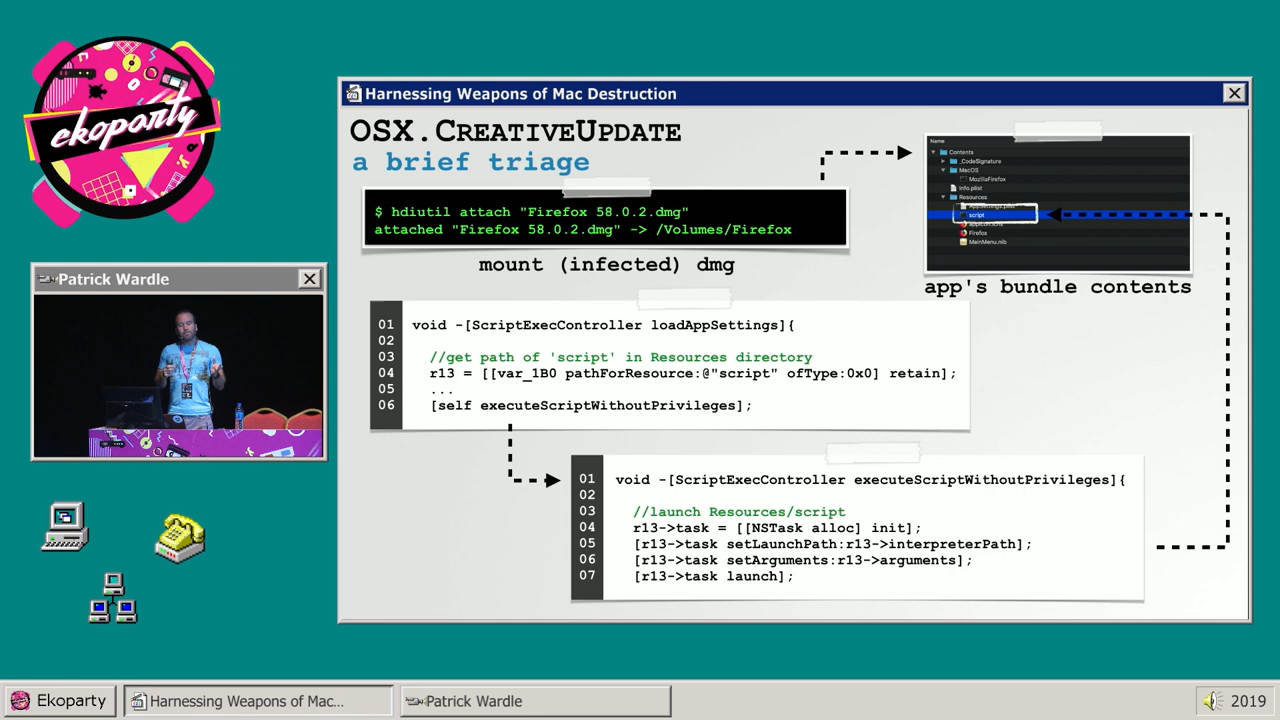 ekoparty
Patrick Wardle
Harnessing Weapons of Mac Destruction
OSX.CREATIVEUPDATE
a brief triage
$ hdiutil attach "Firefox 58.0.2.dmg"
attached "Firefox 58.0.2.dmg" -> /Volumes/Firefox
mount (infected) dmg
Name
Contents
_CodeSignature
MacOS
MozillaFirefox
Info.plist
Resources
script
Firefox
MainMenu.nib
app's bundle contents
01 void -[ScriptExecController loadAppSettings]{
02
03 //get path of 'script' in Resources directory
04 r13 = [[var_1B0 pathForResource:@"script" ofType:0x0] retain];
05 ...
06 [self executeScriptWithoutPrivileges];
01 void -[ScriptExecController executeScriptWithoutPrivileges]{
02
03 //launch Resources/script
04 r13->task = [[NSTask alloc] init];
05 [r13->task setLaunchPath:r13->interpreterPath];
06 [r13->task setArguments:r13->arguments];
07 [r13->task launch];
Ekoparty
Harnessing Weapons of Mac...
Patrick Wardle
2019